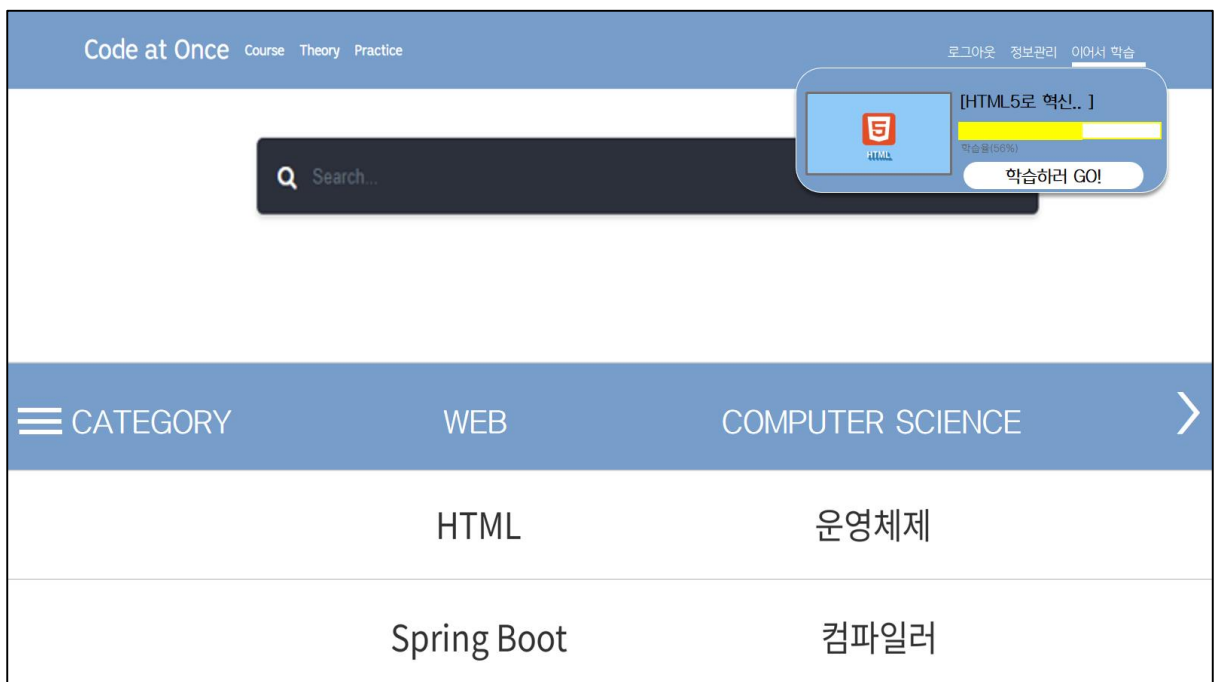 Code at Once Course Theory Practice
로그아웃 정보관리 이어서 학습
[HTML5로 혁신.. ]
HTML
학습율(56%)
학습하러 GO!
Search...
CATEGORY WEB COMPUTER SCIENCE
HTML 운영체제
Spring Boot 컴파일러